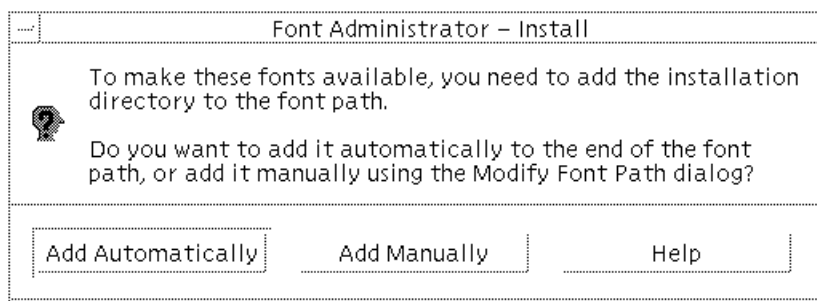 Font Administrator – Install
To make these fonts available, you need to add the installation
directory to the font path.
Do you want to add it automatically to the end of the font
path, or add it manually using the Modify Font Path dialog?
Add Automatically
Add Manually
Help